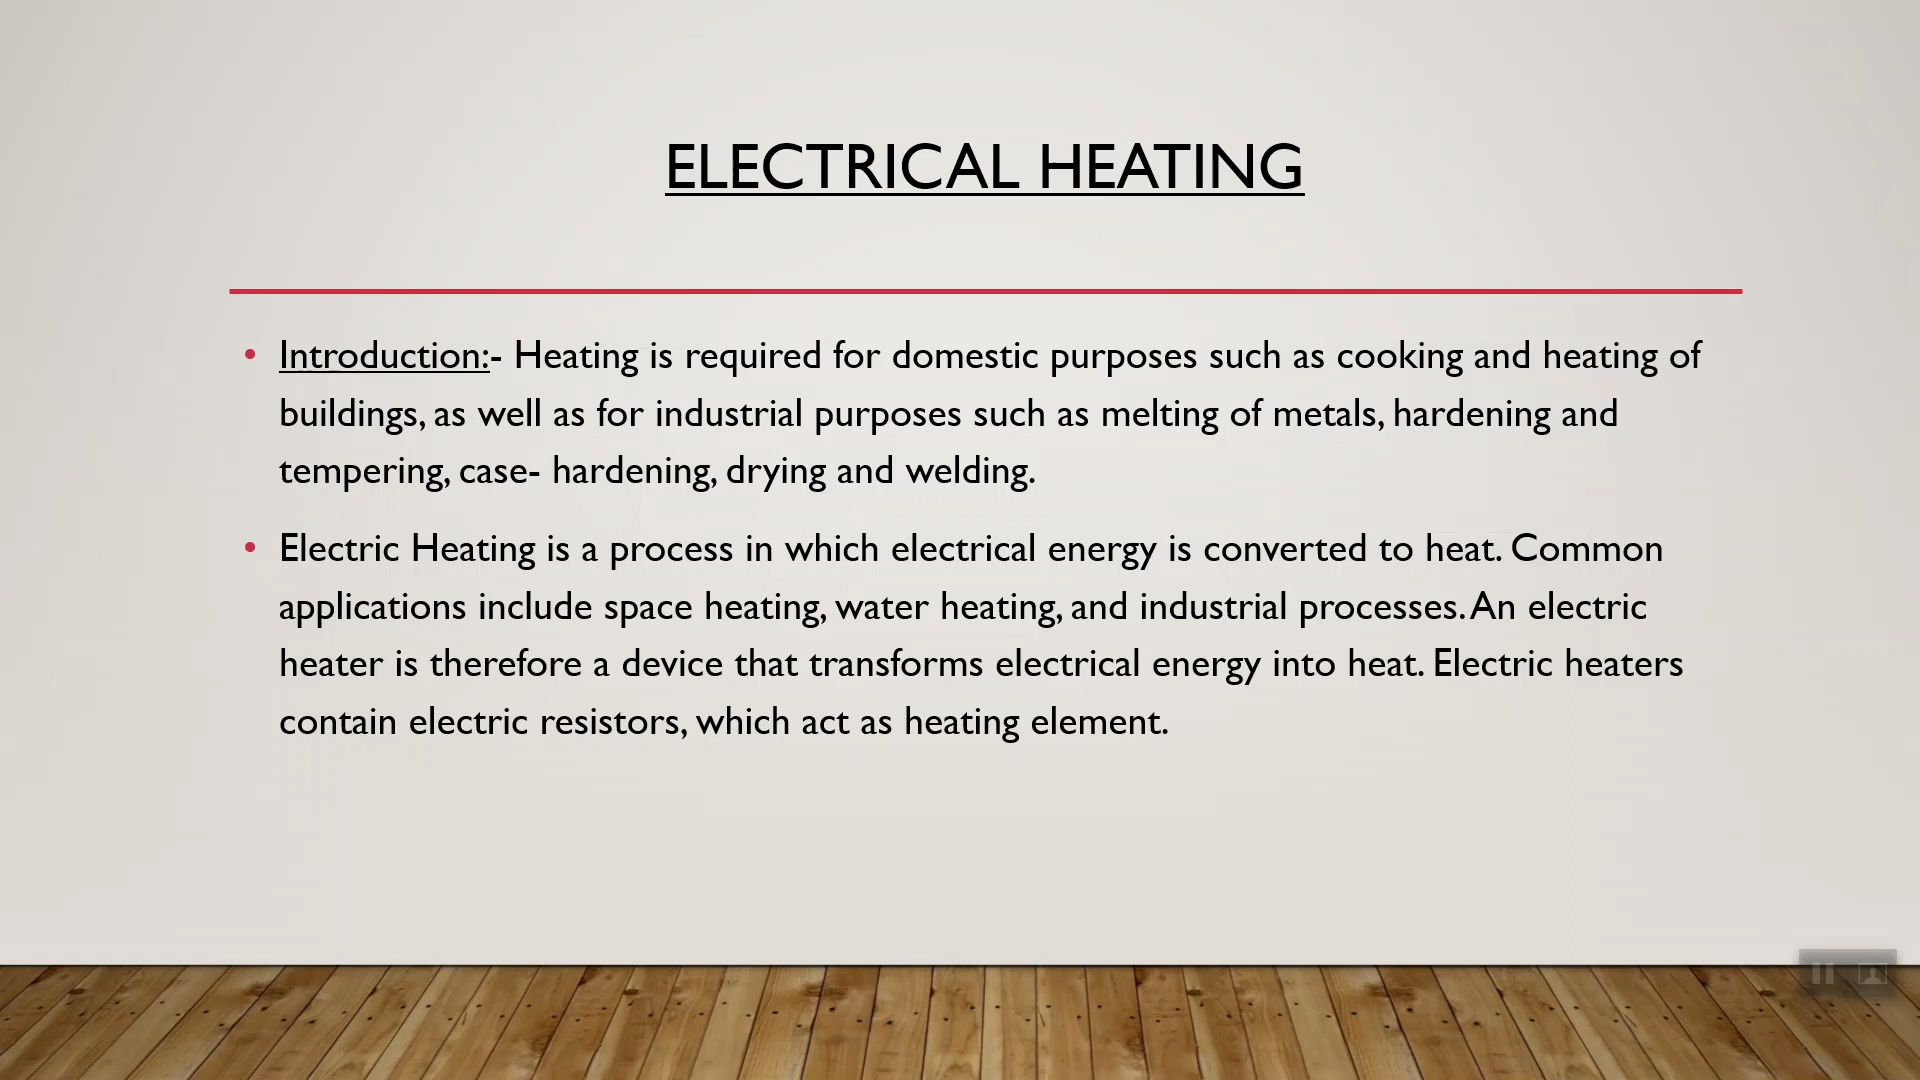 ELECTRICAL HEATING
• Introduction:- Heating is required for domestic purposes such as cooking and heating of
buildings, as well as for industrial purposes such as melting of metals, hardening and
tempering, case- hardening, drying and welding.
• Electric Heating is a process in which electrical energy is converted to heat. Common
applications include space heating, water heating, and industrial processes. An electric
heater is therefore a device that transforms electrical energy into heat. Electric heaters
contain electric resistors, which act as heating element.